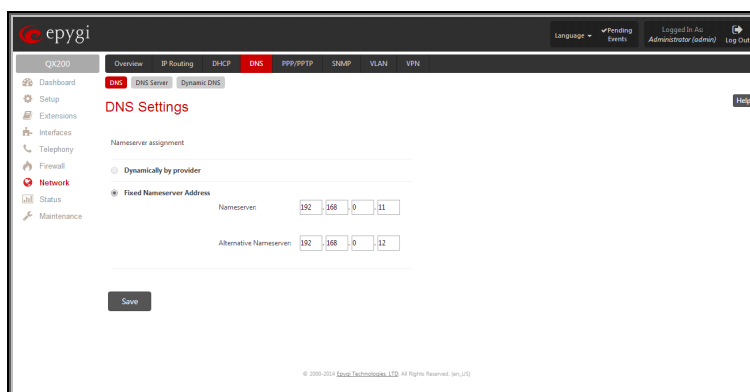 epygi
Language
Pending Events
Logged In As:
Administrator (admin)
Log Out
QX200
Overview IP Routing DHCP DNS PPP/PPTP SNMP VLAN VPN
Dashboard
Setup
Extensions
Interfaces
Telephony
Firewall
Network
Status
Maintenance
DNS DNS Server Dynamic DNS
DNS Settings
Help
Nameserver assignment
Dynamically by provider
Fixed Nameserver Address
Nameserver: 192 . 168 . 0 . 11
Alternative Nameserver: 192 . 168 . 0 . 12
Save
© 2000-2014 Epygi Technologies, LTD. All Rights Reserved. (en_US)